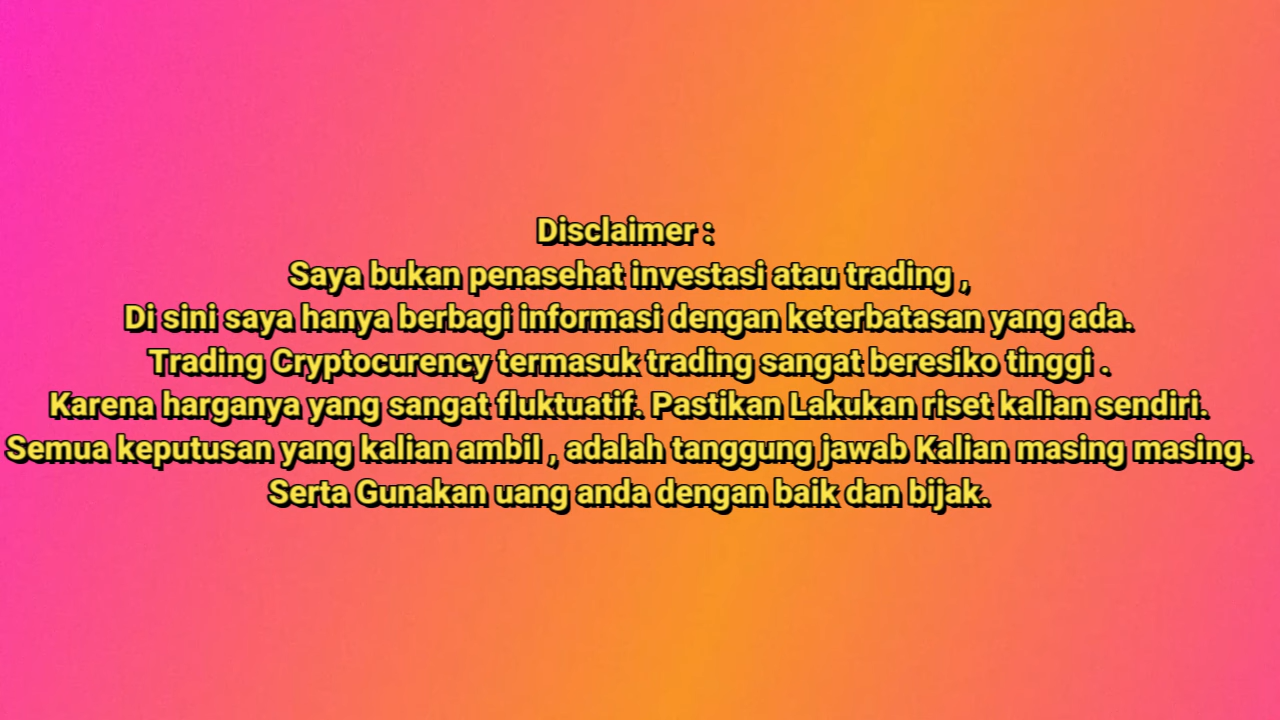 Disclaimer :
Saya bukan penasehat investasi atau trading ,
Di sini saya hanya berbagi informasi dengan keterbatasan yang ada.
Trading Cryptocurency termasuk trading sangat beresiko tinggi .
Karena harganya yang sangat fluktuatif. Pastikan Lakukan riset kalian sendiri.
Semua keputusan yang kalian ambil , adalah tanggung jawab Kalian masing masing.
Serta Gunakan uang anda dengan baik dan bijak.